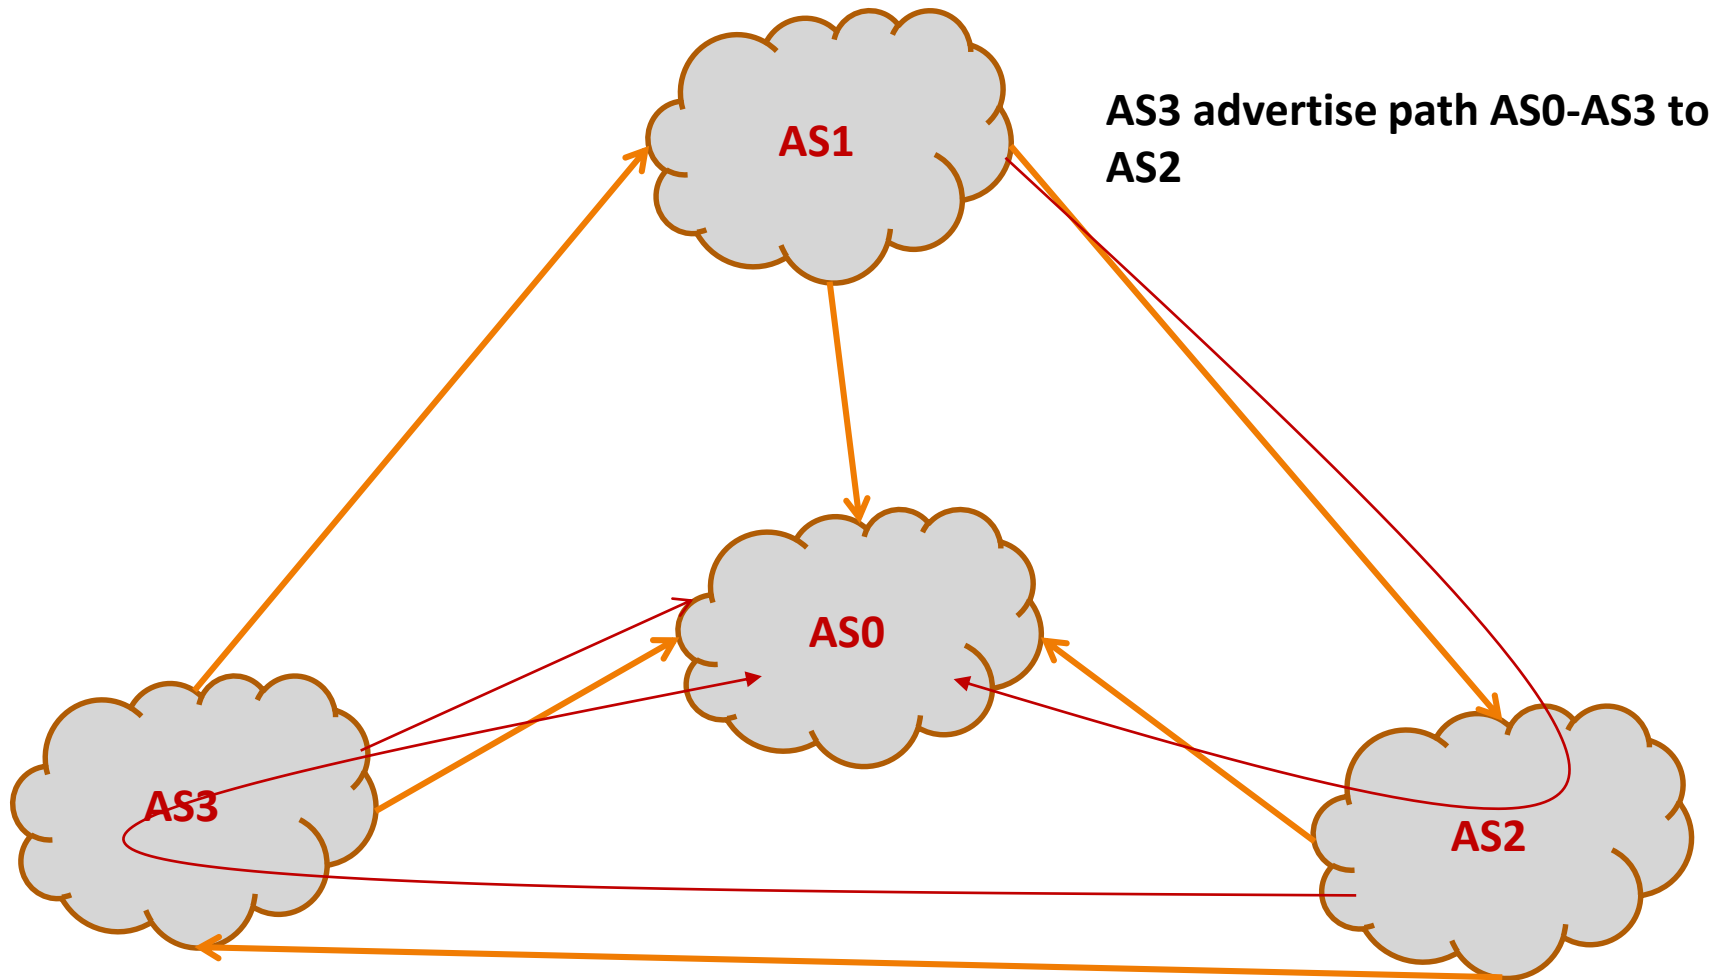 AS1
AS3 advertise path AS0-AS3 to
AS2
AS0
AS3
AS2